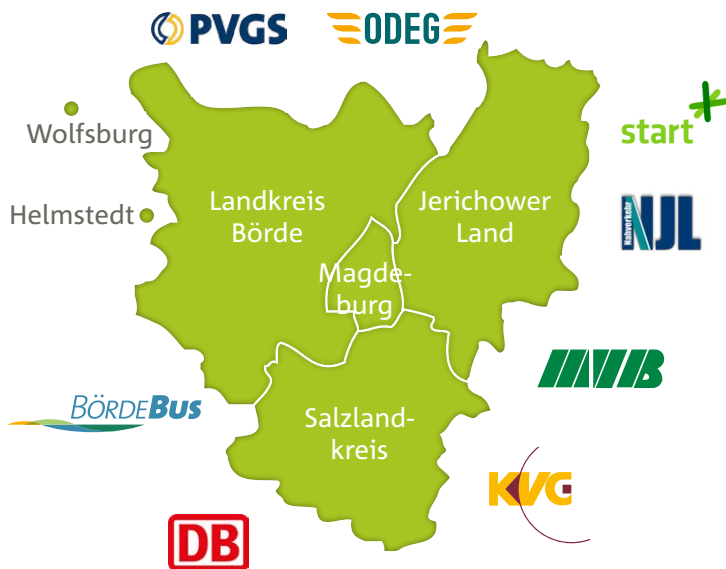 PVGS
ODEG
start
Wolfsburg
Helmstedt
Landkreis
Börde
Jerichower
Land
Nahverkehr
NJL
Magde-
burg
MVB
BÖRDEBUS
Salzland-
kreis
KVG
DB